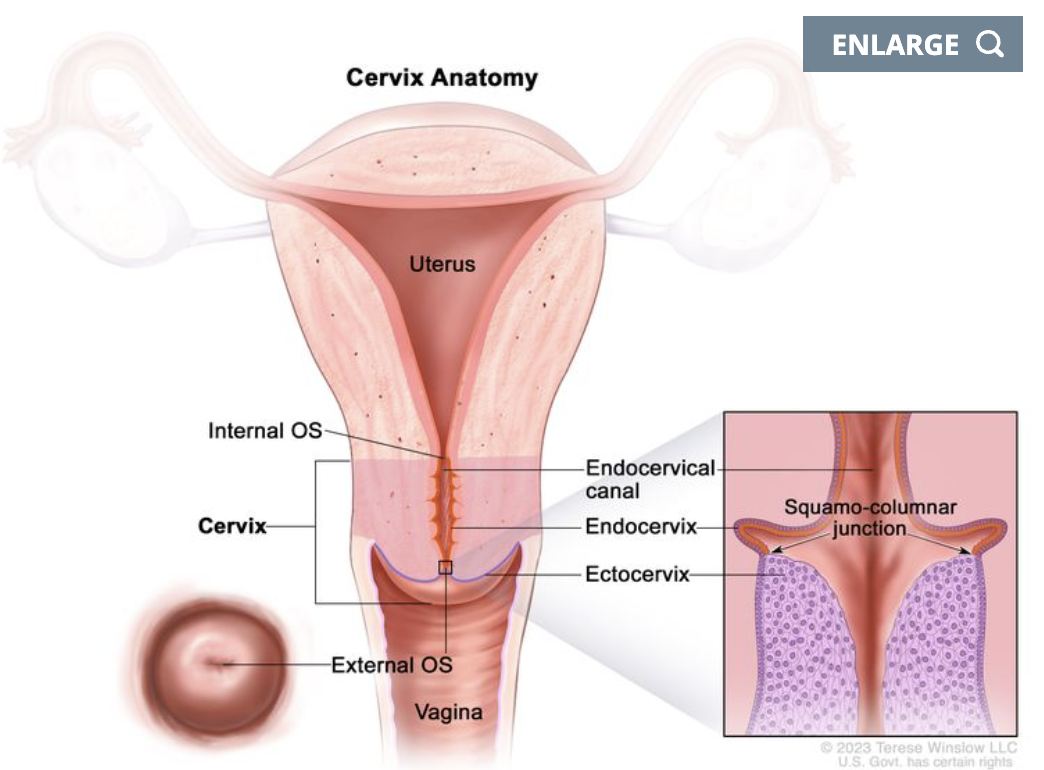 ENLARGE
Cervix Anatomy
Uterus
Internal OS
Endocervical
canal
Squamo-columnar
junction
Cervix
Endocervix
Ectocervix
External OS
Vagina
© 2023 Terese Winslow LLC
U.S. Govt. has certain rights